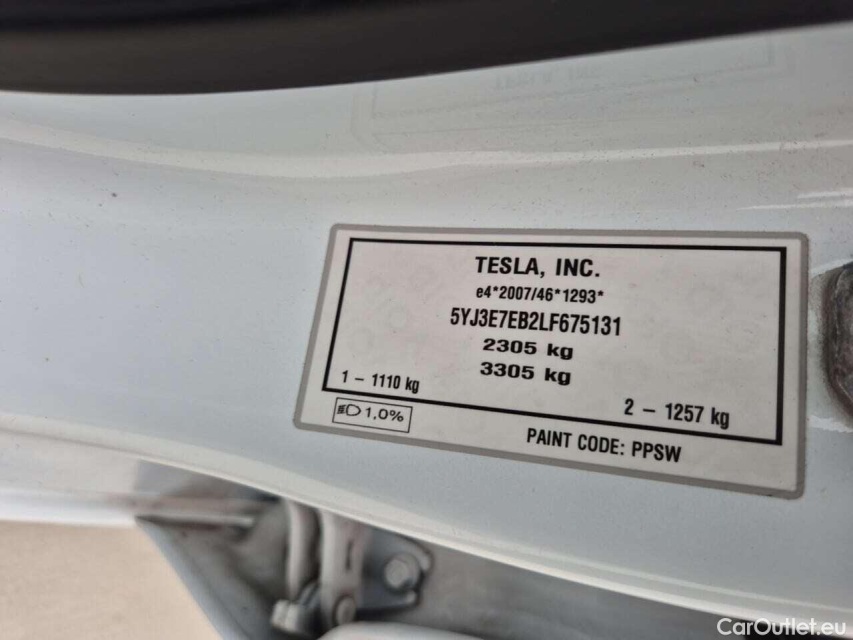 TESLA, INC.
e4*2007/46*1293*
5YJ3E7EB2LF675131
2305 kg
3305 kg
1 - 1110 kg
2 - 1257 kg
1,0%
PAINT CODE: PPSW
CarOutlet.eu